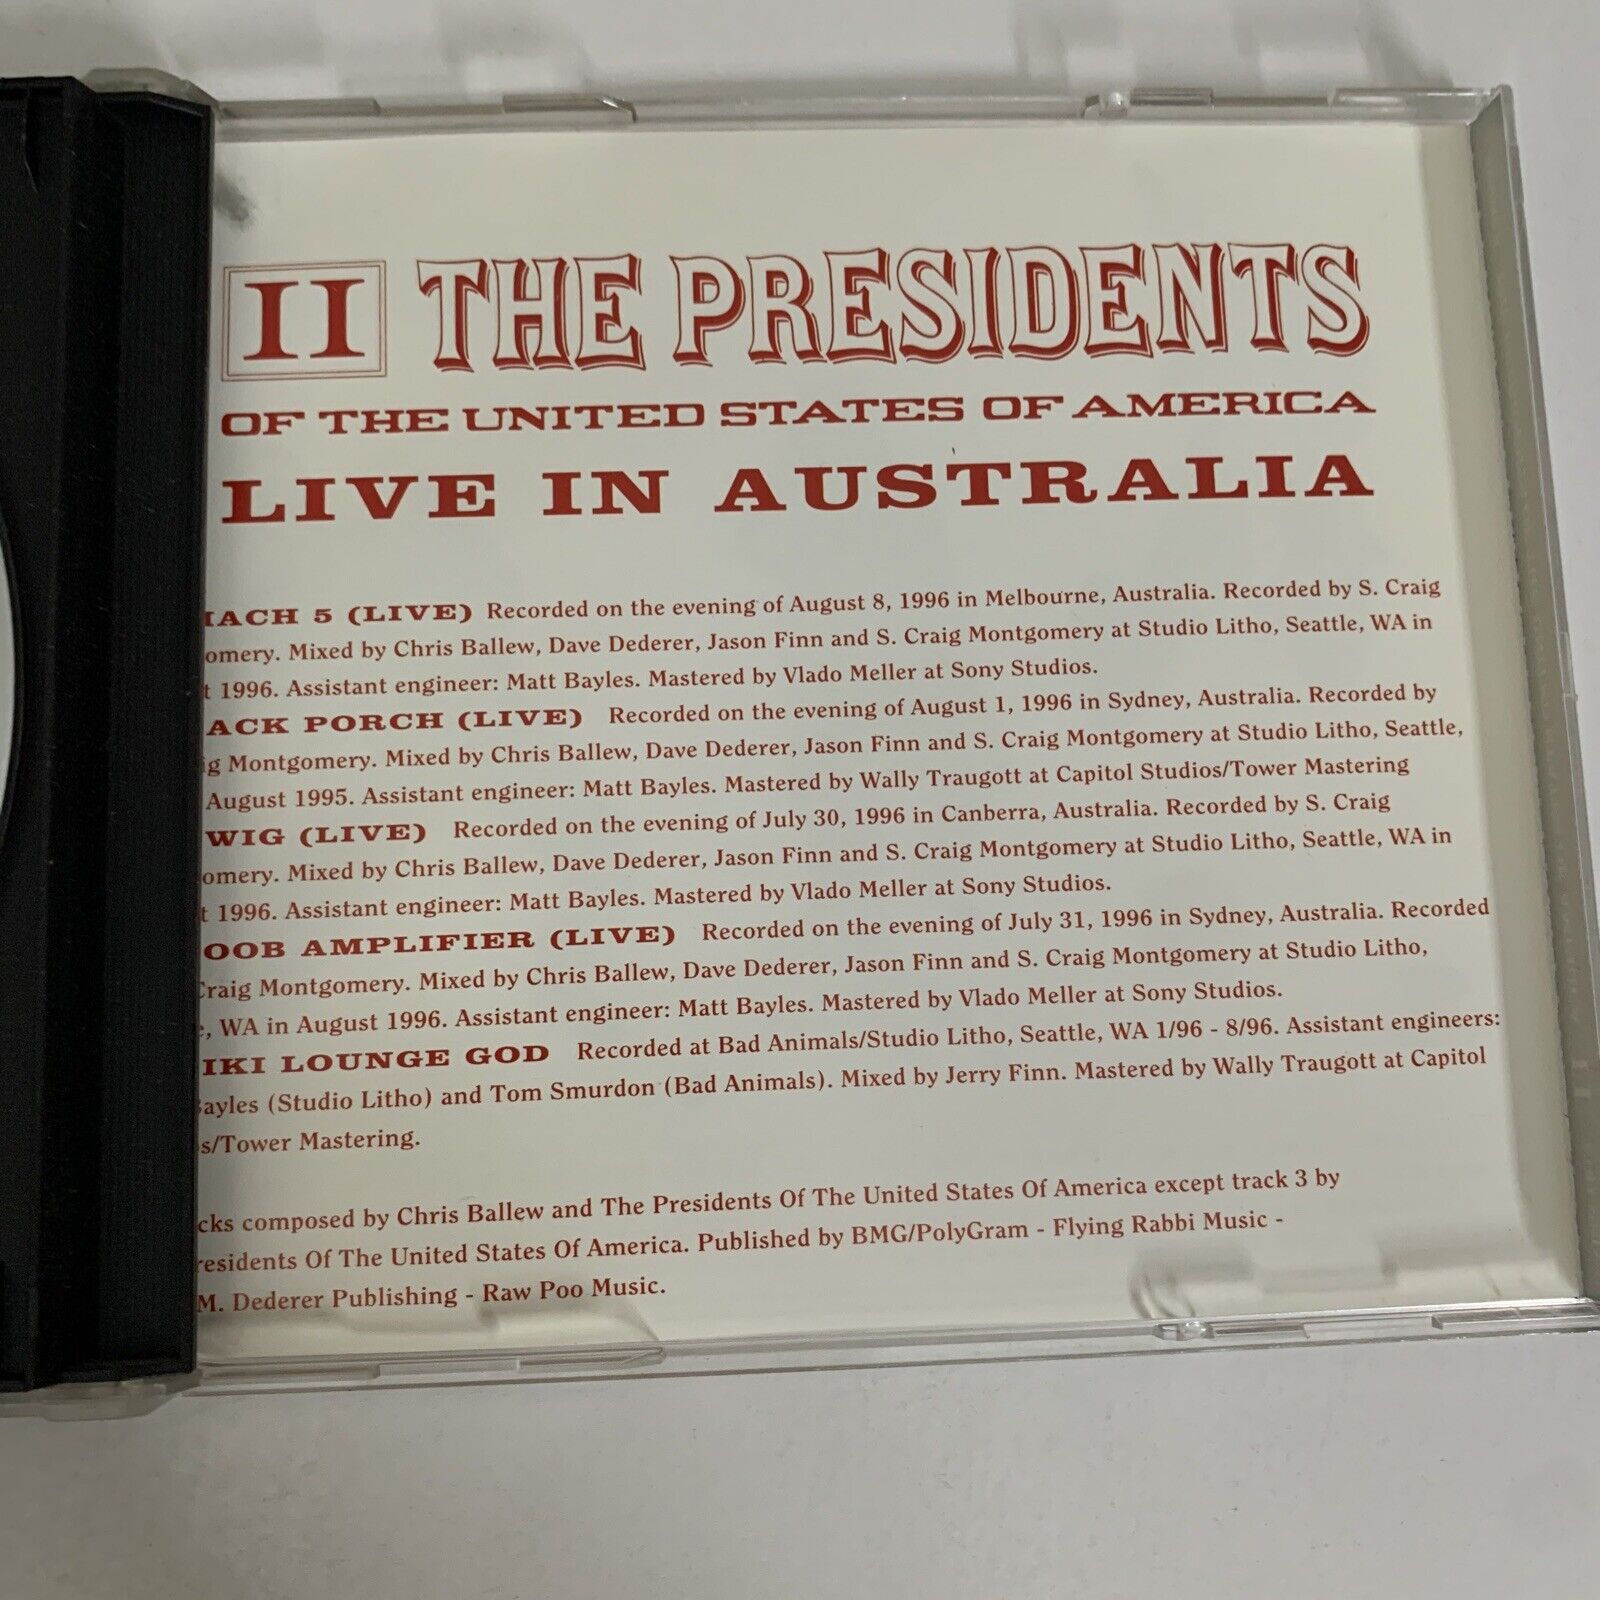 II THE PRESIDENTS
OF THE UNITED STATES OF AMERICA
LIVE IN AUSTRALIA
MACH 5 (LIVE) Recorded on the evening of August 8, 1996 in Melbourne, Australia. Recorded by S. Craig
omery. Mixed by Chris Ballew, Dave Dederer, Jason Finn and S. Craig Montgomery at Studio Litho, Seattle, WA in
t 1996. Assistant engineer: Matt Bayles. Mastered by Vlado Meller at Sony Studios.
ACK PORCH (LIVE) Recorded on the evening of August 1, 1996 in Sydney, Australia. Recorded by
ig Montgomery. Mixed by Chris Ballew, Dave Dederer, Jason Finn and S. Craig Montgomery at Studio Litho, Seattle,
August 1995. Assistant engineer: Matt Bayles. Mastered by Wally Traugott at Capitol Studios/Tower Mastering
WIG (LIVE) Recorded on the evening of July 30, 1996 in Canberra, Australia. Recorded by S. Craig
omery. Mixed by Chris Ballew, Dave Dederer, Jason Finn and S. Craig Montgomery at Studio Litho, Seattle, WA in
t 1996. Assistant engineer: Matt Bayles. Mastered by Vlado Meller at Sony Studios.
OOB AMPLIFIER (LIVE) Recorded on the evening of July 31, 1996 in Sydney, Australia. Recorded
Craig Montgomery. Mixed by Chris Ballew, Dave Dederer, Jason Finn and S. Craig Montgomery at Studio Litho,
e, WA in August 1996. Assistant engineer: Matt Bayles. Mastered by Vlado Meller at Sony Studios.
IKI LOUNGE GOD Recorded at Bad Animals/Studio Litho, Seattle, WA 1/96 - 8/96. Assistant engineers:
Bayles (Studio Litho) and Tom Smurdon (Bad Animals). Mixed by Jerry Finn. Mastered by Wally Traugott at Capitol
s/Tower Mastering.
cks composed by Chris Ballew and The Presidents Of The United States Of America except track 3 by
residents Of The United States Of America. Published by BMG/PolyGram - Flying Rabbi Music -
M. Dederer Publishing - Raw Poo Music.